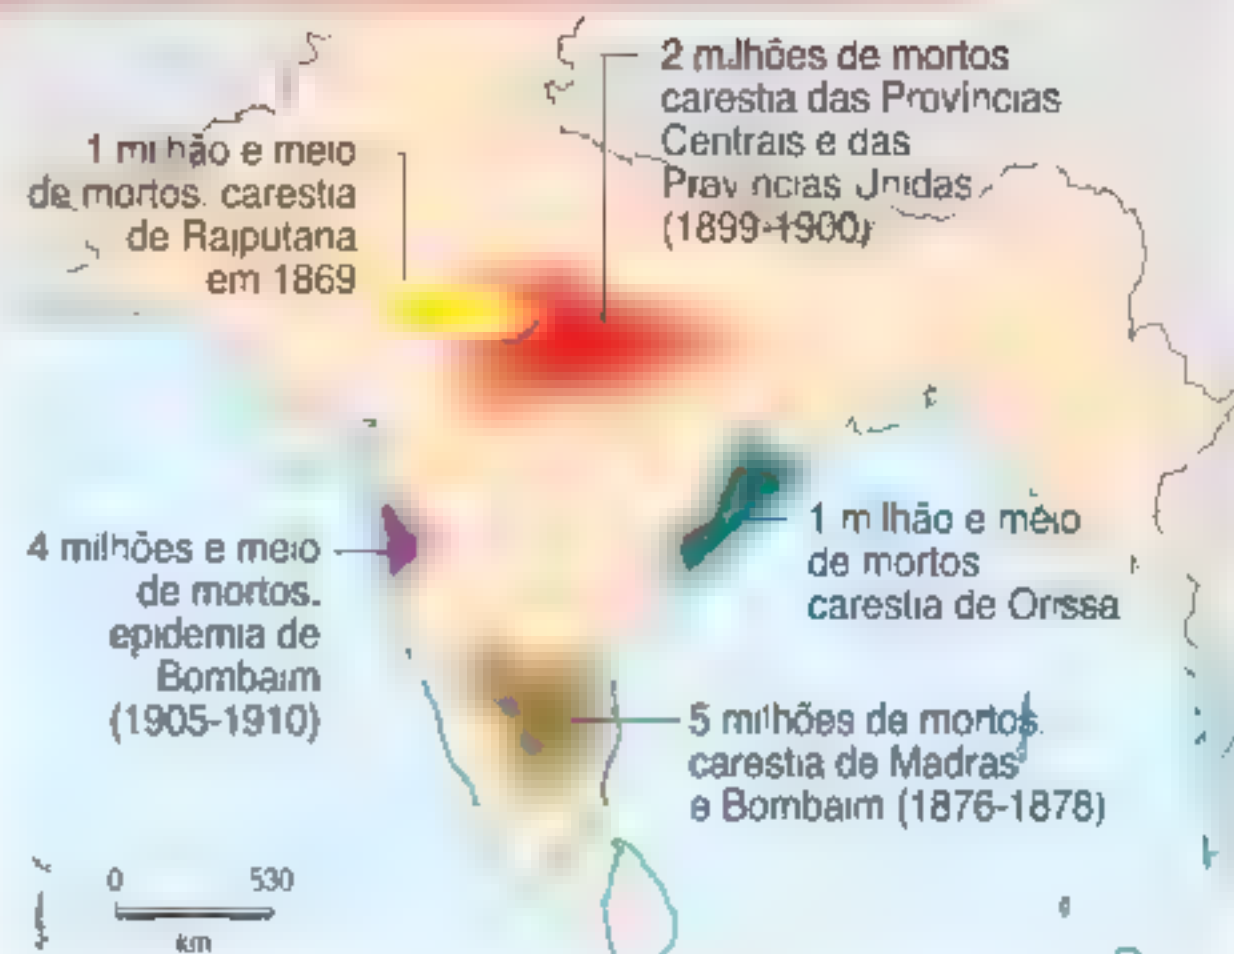 2 milhões de mortos
carestia das Províncias
Centrais e das
Províncias Unidas
(1899-1900)
1 milhão e meio
de mortos. carestia
de Rajputana
em 1869
1 milhão e meio
de mortos
carestia de Orissa
4 milhões e meio
de mortos.
epidemia de
Bombaim
(1905-1910)
5 milhões de mortos.
carestia de Madras
e Bombaim (1876-1878)
0 530
km